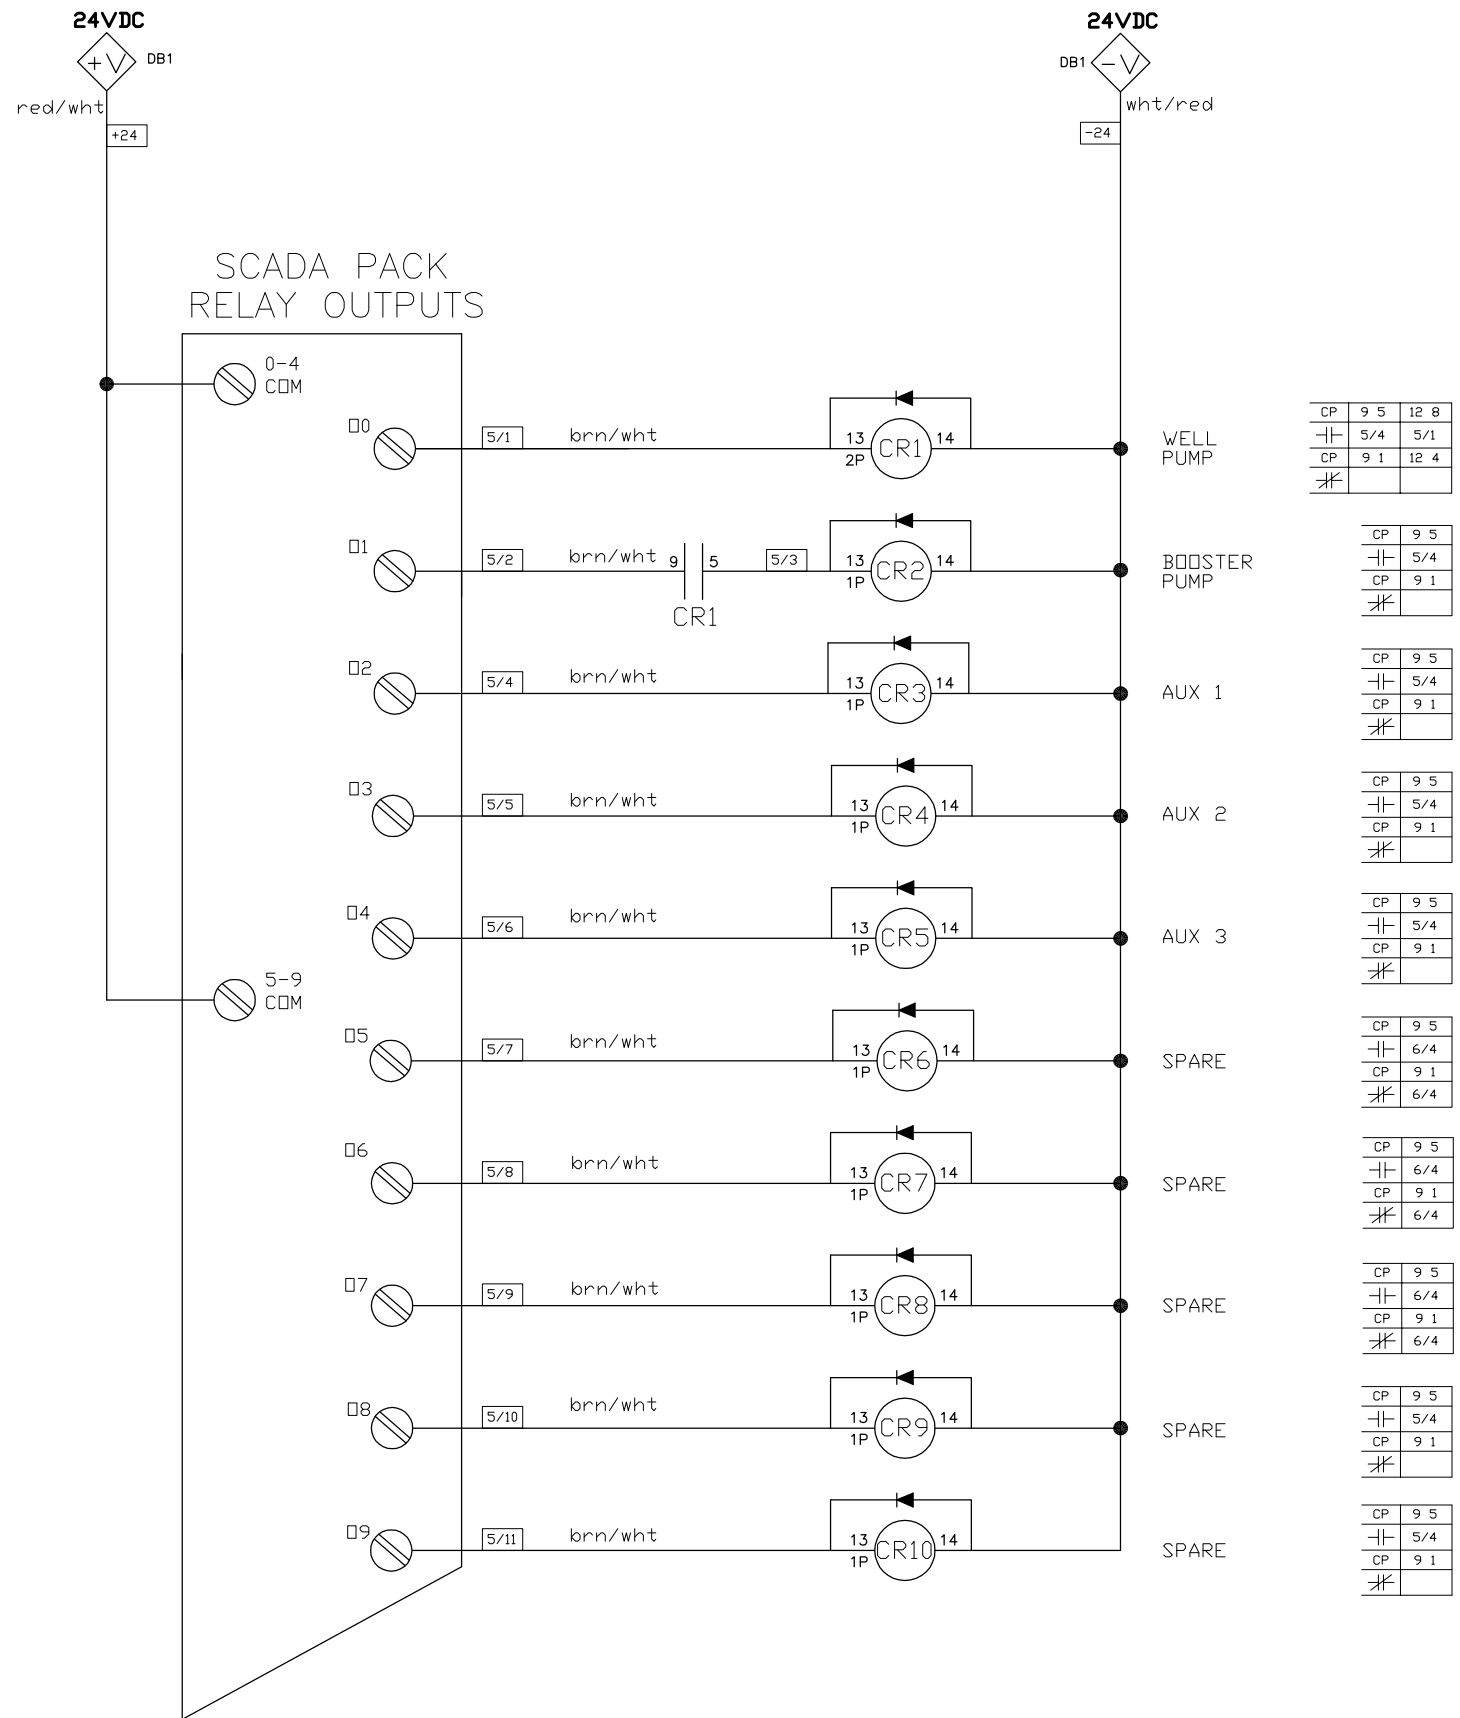 24VDC
24VDC
+V DB1
DB1 -V
red/wht
wht/red
+24
-24
SCADA PACK
RELAY OUTPUTS
0-4
COM
O0
5/1
brn/wht
13
2P
CR1
14
WELL
PUMP
CP 9 5 12 8
5/4 5/1
CP 9 1 12 4
O1
5/2
brn/wht
9
5
CR1
5/3
13
1P
CR2
14
BOOSTER
PUMP
CP 9 5
5/4
CP 9 1
O2
5/4
brn/wht
13
1P
CR3
14
AUX 1
CP 9 5
5/4
CP 9 1
O3
5/5
brn/wht
13
1P
CR4
14
AUX 2
CP 9 5
5/4
CP 9 1
O4
5/6
brn/wht
13
1P
CR5
14
AUX 3
CP 9 5
5/4
CP 9 1
5-9
COM
O5
5/7
brn/wht
13
1P
CR6
14
SPARE
CP 9 5
6/4
CP 9 1
6/4
O6
5/8
brn/wht
13
1P
CR7
14
SPARE
CP 9 5
6/4
CP 9 1
6/4
O7
5/9
brn/wht
13
1P
CR8
14
SPARE
CP 9 5
6/4
CP 9 1
6/4
O8
5/10
brn/wht
13
1P
CR9
14
SPARE
CP 9 5
5/4
CP 9 1
O9
5/11
brn/wht
13
1P
CR10
14
SPARE
CP 9 5
5/4
CP 9 1